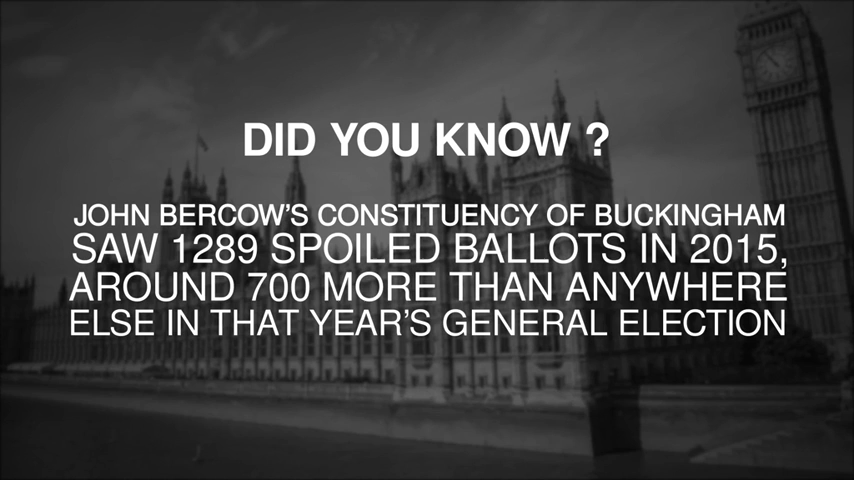 DID YOU KNOW ?
JOHN BERCOW'S CONSTITUENCY OF BUCKINGHAM
SAW 1289 SPOILED BALLOTS IN 2015,
AROUND 700 MORE THAN ANYWHERE
ELSE IN THAT YEAR'S GENERAL ELECTION